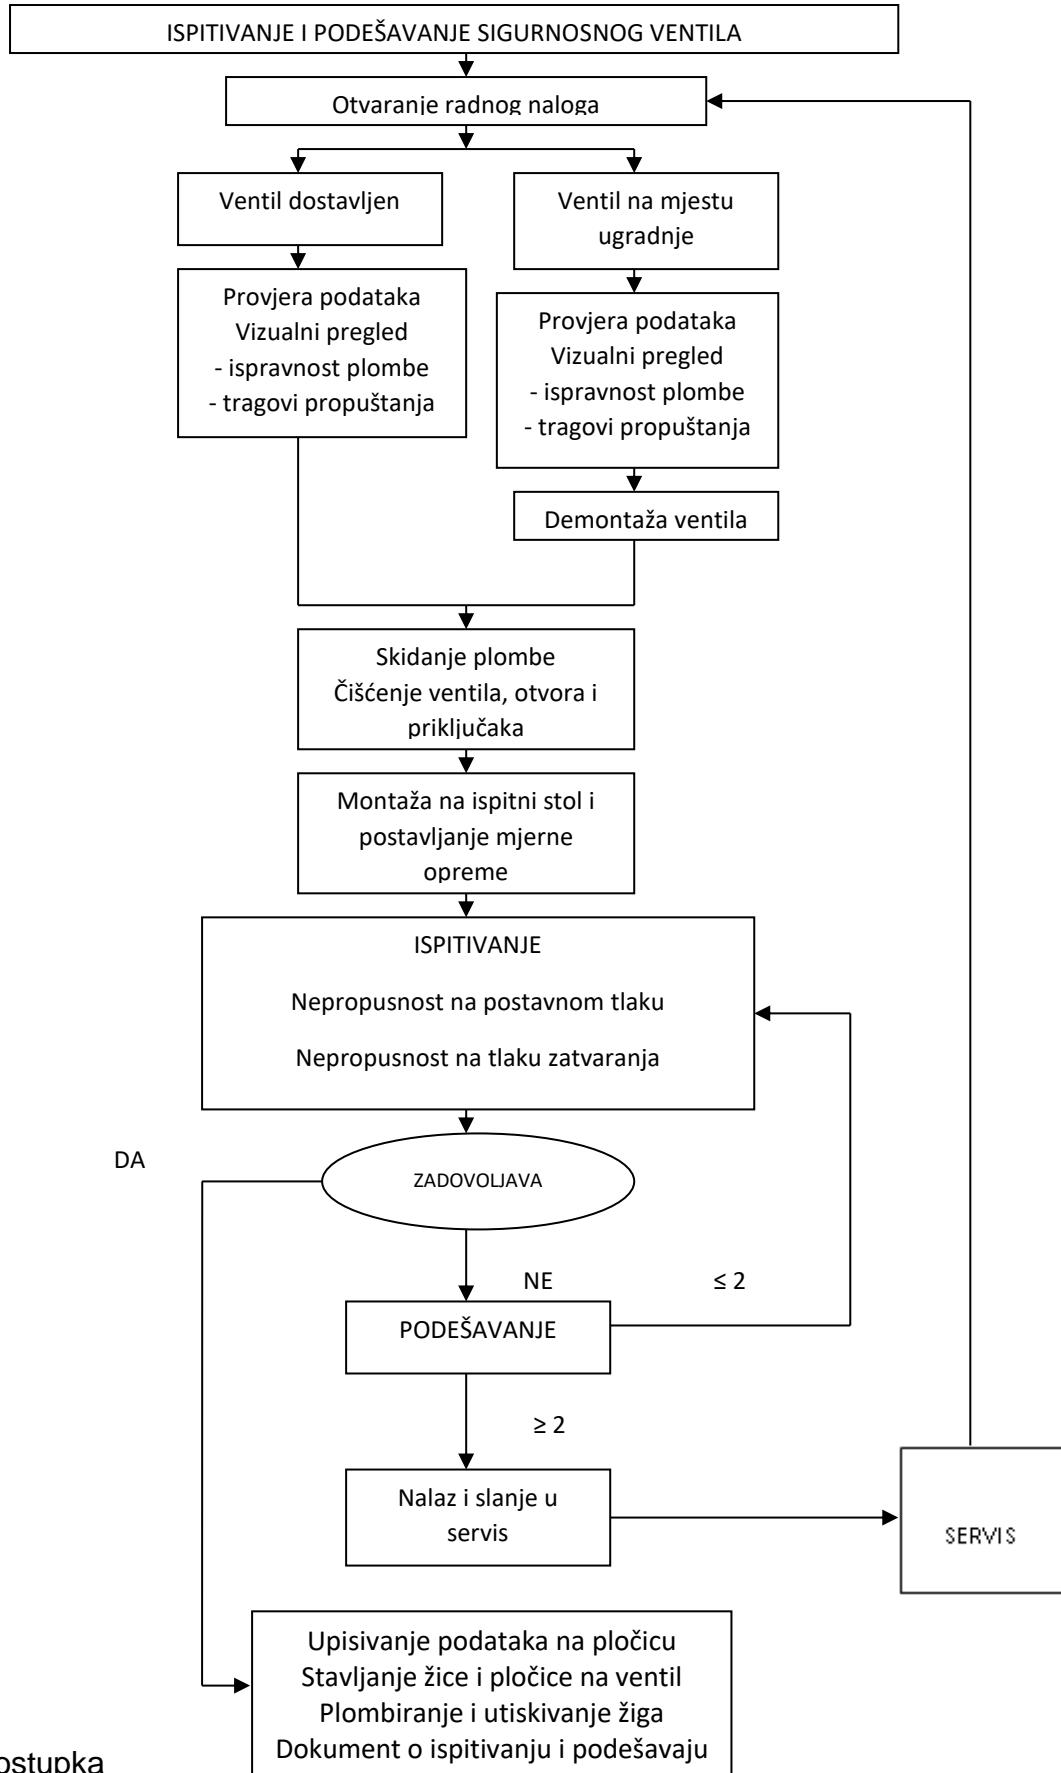 ISPITIVANJE I PODEŠAVANJE SIGURNOSNOG VENTILA
Otvaranje radnog naloga
Ventil dostavljen
Ventil na mjestu
ugradnje
Provjera podataka
Vizualni pregled
- ispravnost plombe
- tragovi propuštanja
Provjera podataka
Vizualni pregled
- ispravnost plombe
- tragovi propuštanja
Demontaža ventila
Skidanje plombe
Čišćenje ventila, otvora i
priključaka
Montaža na ispitni stol i
postavljanje mjerne
opreme
ISPITIVANJE
Nepropusnost na postavnom tlaku
Nepropusnost na tlaku zatvaranja
DA
ZADOVOLJAVA
NE
≤ 2
PODEŠAVANJE
≥ 2
Nalaz i slanje u
servis
SERVIS
Upisivanje podataka na pločicu
Stavljanje žice i pločice na ventil
Plombiranje i utiskivanje žiga
Dokument o ispitivanju i podešavaju
ostupka